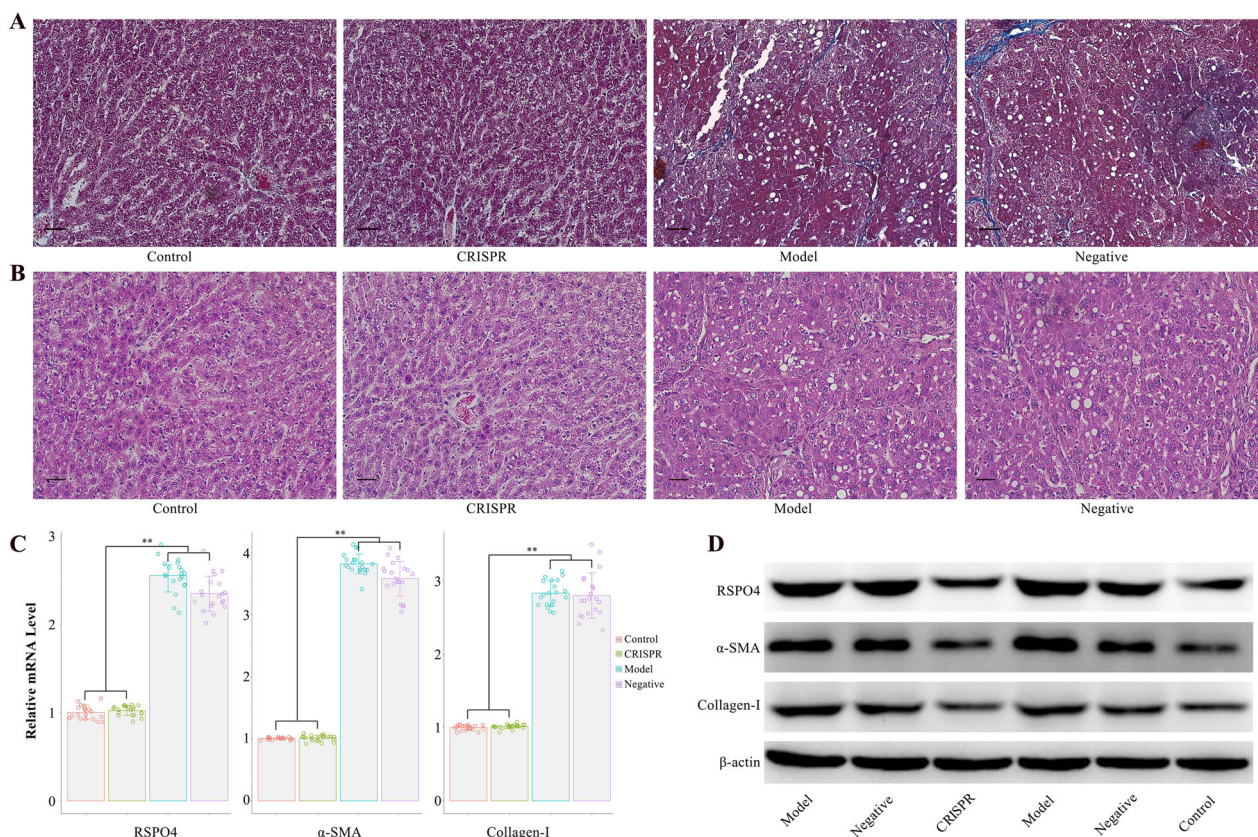 A
Control CRISPR Model Negative
B
Control CRISPR Model Negative
C
Relative mRNA Level
3
2
1
0
**
RSPO4
4
3
2
1
0
**
α-SMA
3
2
1
0
**
Collagen-I
Control
CRISPR
Model
Negative
D
RSPO4
α-SMA
Collagen-I
β-actin
Model Negative CRISPR Model Negative Control